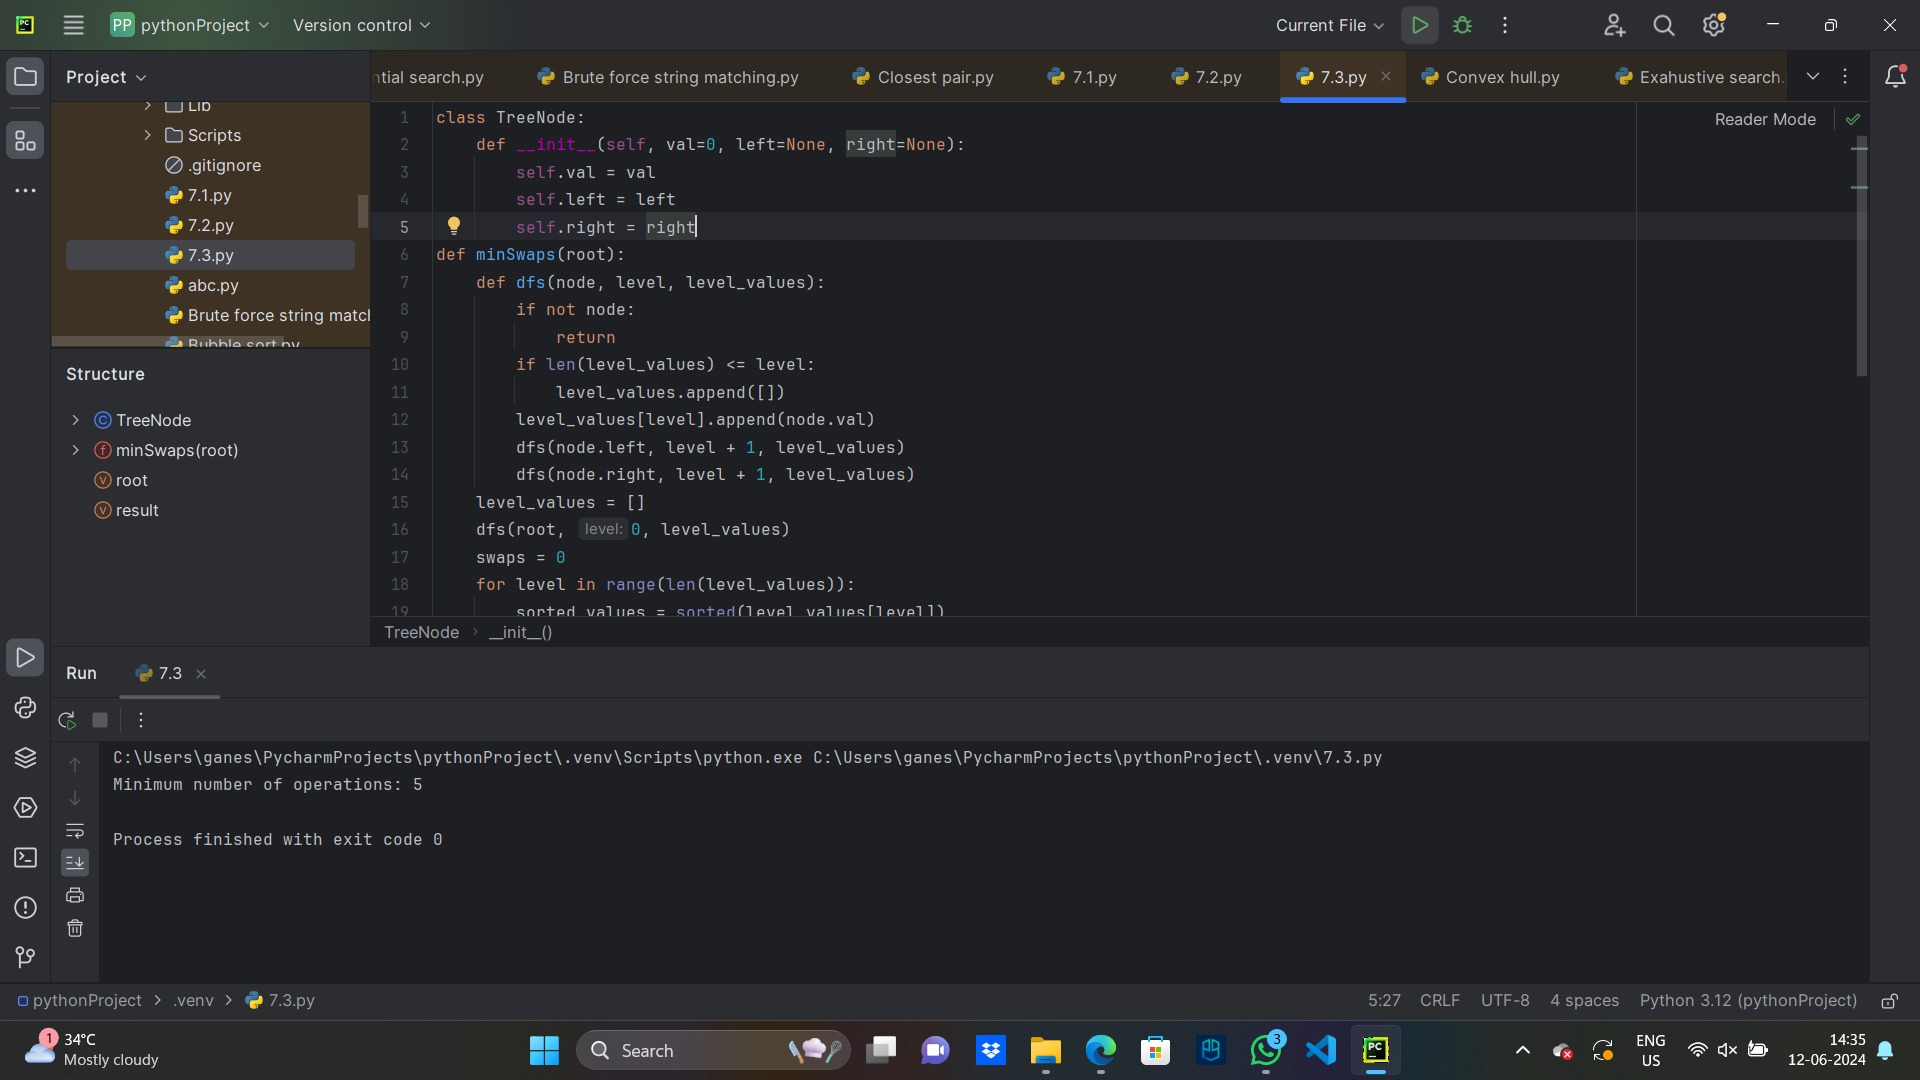 PP pythonProject Version control Current File
Project
ntial search.py Brute force string matching.py Closest pair.py 7.1.py 7.2.py 7.3.py Convex hull.py Exahustive search.
Lib
Scripts
.gitignore
7.1.py
7.2.py
7.3.py
abc.py
Brute force string matcl
Bubble sort.py
Structure
TreeNode
minSwaps(root)
root
result
Reader Mode
1 class TreeNode:
2 def __init__(self, val=0, left=None, right=None):
3 self.val = val
4 self.left = left
5 self.right = right
6 def minSwaps(root):
7 def dfs(node, level, level_values):
8 if not node:
9 return
10 if len(level_values) <= level:
11 level_values.append([])
12 level_values[level].append(node.val)
13 dfs(node.left, level + 1, level_values)
14 dfs(node.right, level + 1, level_values)
15 level_values = []
16 dfs(root, level: 0, level_values)
17 swaps = 0
18 for level in range(len(level_values)):
19 sorted_values = sorted(level_values[level])
TreeNode › __init__()
Run 7.3
C:\Users\ganes\PycharmProjects\pythonProject\.venv\Scripts\python.exe C:\Users\ganes\PycharmProjects\pythonProject\.venv\7.3.py
Minimum number of operations: 5
Process finished with exit code 0
pythonProject > .venv > 7.3.py 5:27 CRLF UTF-8 4 spaces Python 3.12 (pythonProject)
1
34°C
Mostly cloudy
Search
3
PC
ENG
US
14:35
12-06-2024